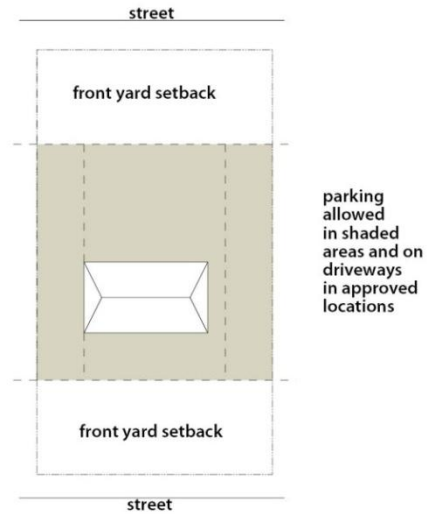 street
front yard setback
parking
allowed
in shaded
areas and on
driveways
in approved
locations
front yard setback
street